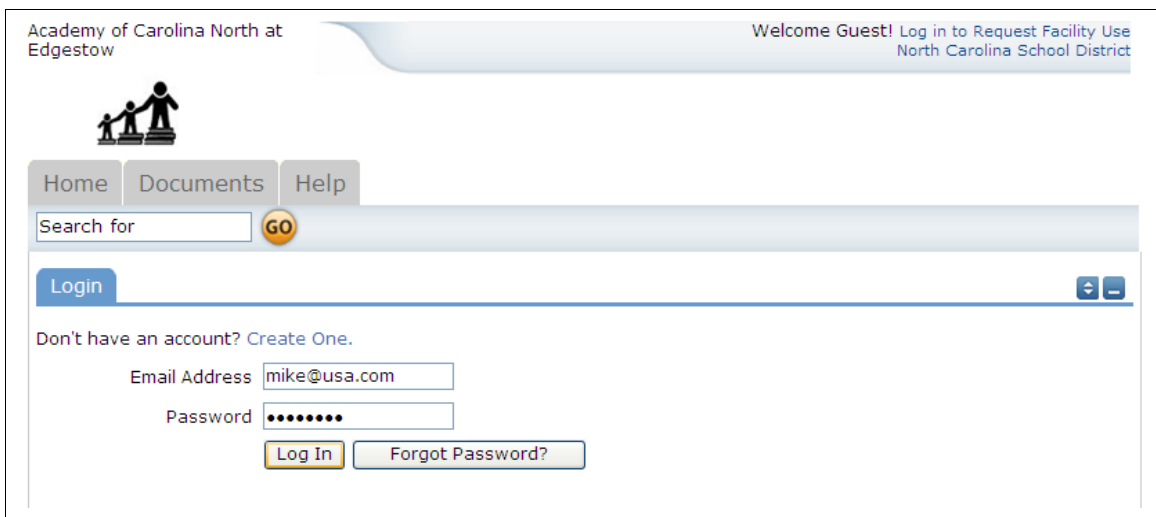 Academy of Carolina North at
Edgestow
Welcome Guest! Log in to Request Facility Use
North Carolina School District
Home Documents Help
Search for GO
Login
Don't have an account? Create One.
Email Address mike@usa.com
Password ••••••••
Log In Forgot Password?